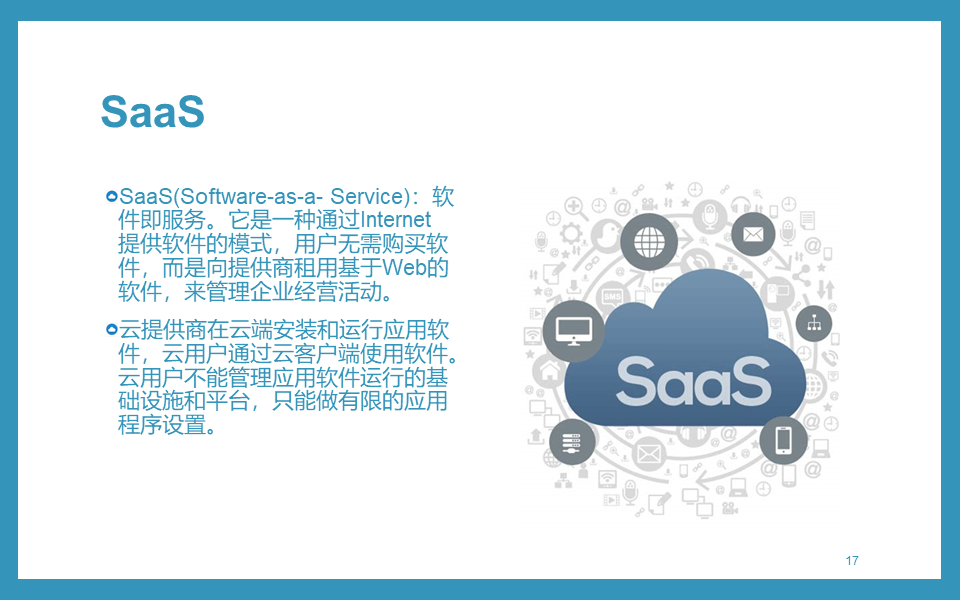 SaaS
SaaS(Software-as-a- Service)：软
件即服务。它是一种通过Internet
提供软件的模式，用户无需购买软
件，而是向提供商租用基于Web的
软件，来管理企业经营活动。
云提供商在云端安装和运行应用软
件，云用户通过云客户端使用软件。
云用户不能管理应用软件运行的基
础设施和平台，只能做有限的应用
程序设置。
SMS
SaaS
17